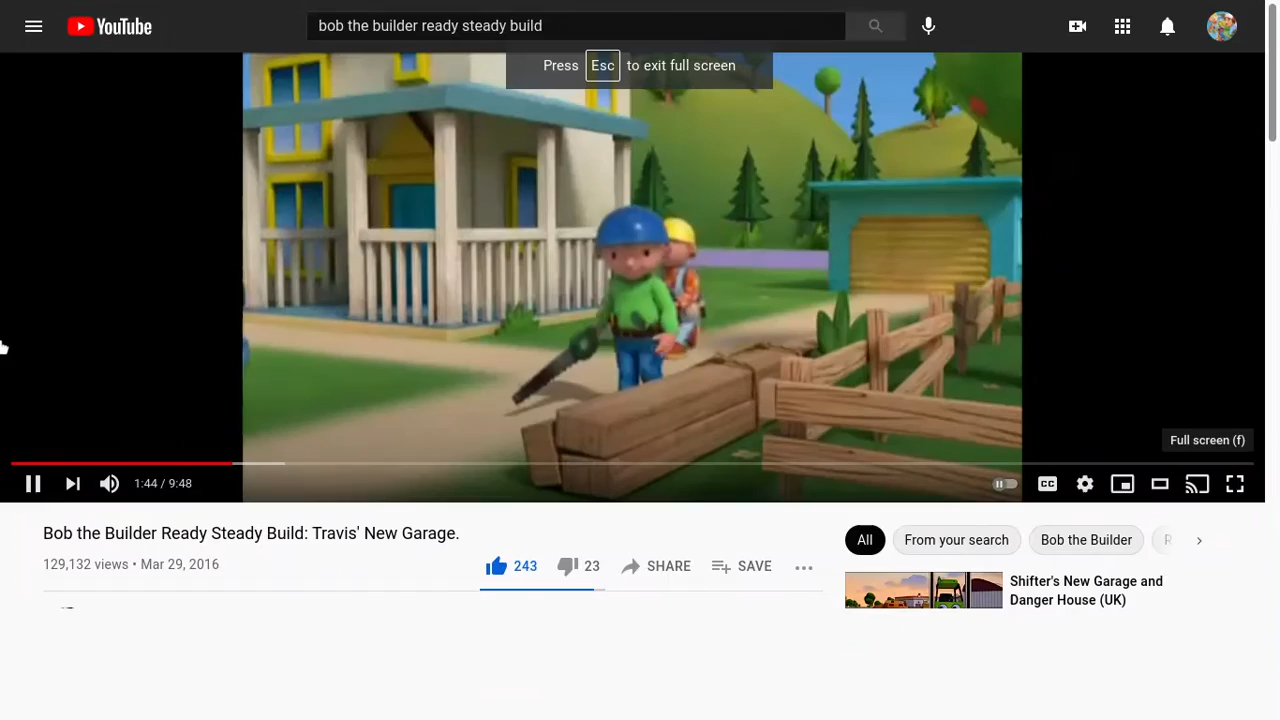 YouTube
bob the builder ready steady build
Press Esc to exit full screen
Full screen (f)
1:44 / 9:48
CC
Bob the Builder Ready Steady Build: Travis' New Garage.
129,132 views • Mar 29, 2016
243
23
SHARE
SAVE
All
From your search
Bob the Builder
Shifter's New Garage and
Danger House (UK)